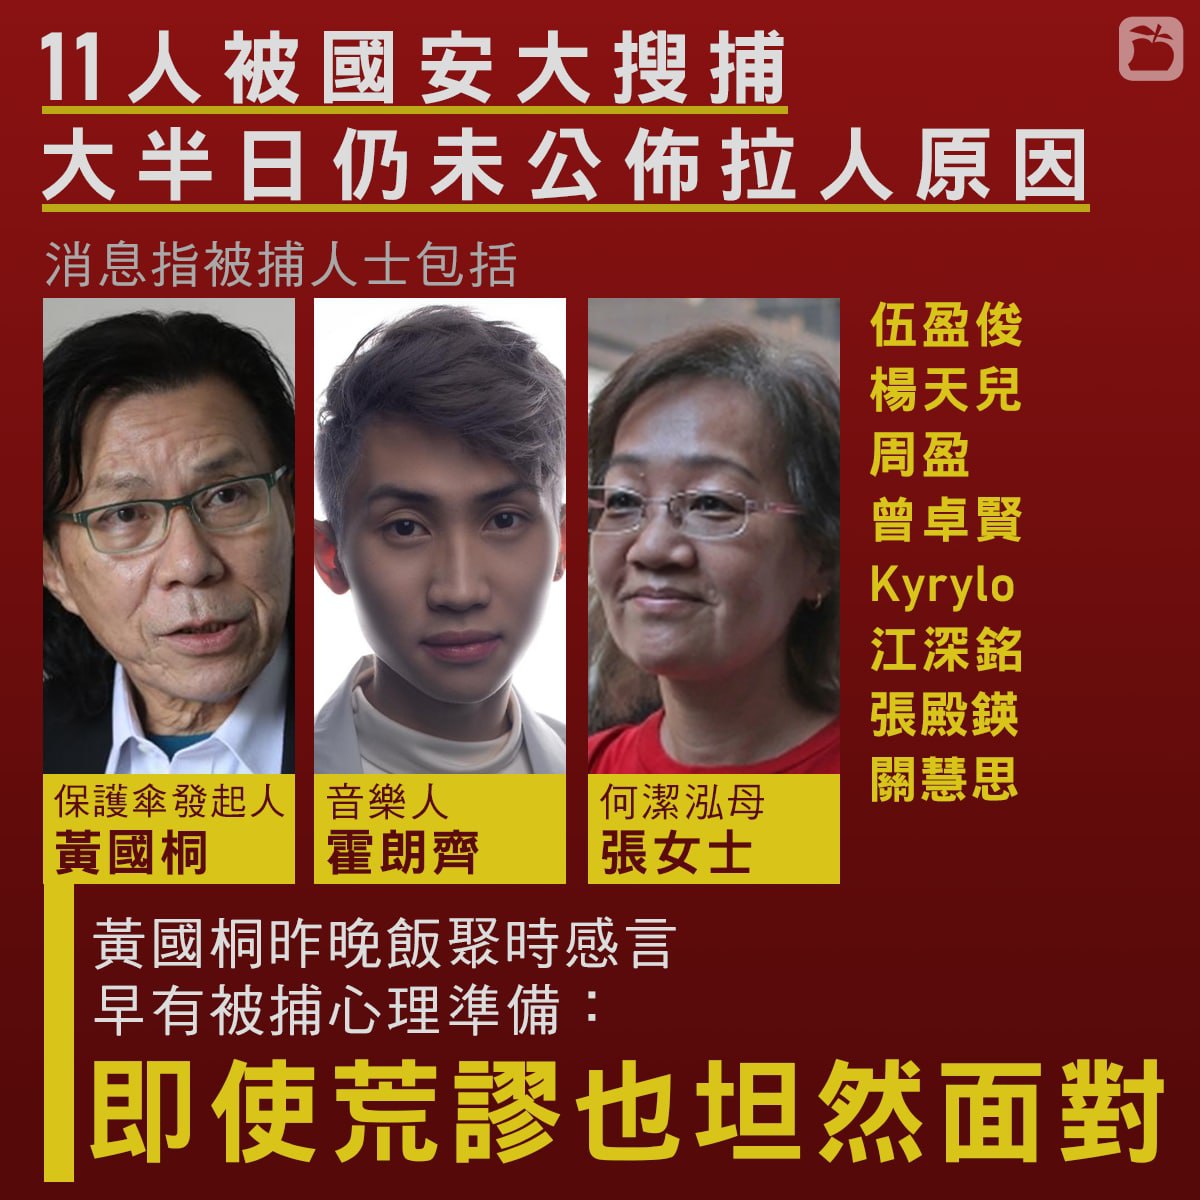 11人被國安大搜捕
大半日仍未公佈拉人原因
消息指被捕人士包括
保護傘發起人
黃國桐
音樂人
霍朗齊
何潔泓母
張女士
伍盈俊
楊天兒
周盈
曾卓賢
Kyrylo
江深銘
張殿鍈
關慧思
黃國桐昨晚飯聚時感言
早有被捕心理準備：
即使荒謬也坦然面對